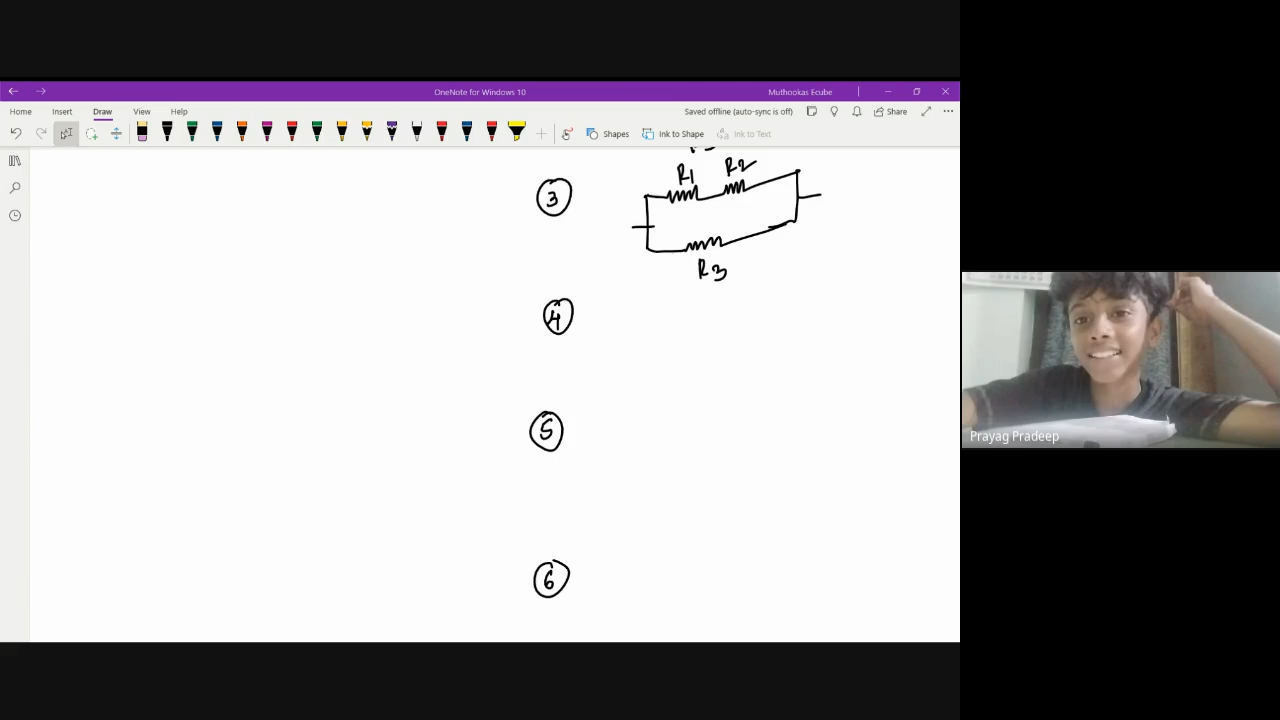 OneNote for Windows 10
Muthookas Ecube
Home Insert Draw View Help
Saved offline (auto-sync is off)
Share
Shapes
Ink to Shape
Ink to Text
3
R1 R2
R3
4
5
6
Prayag Pradeep